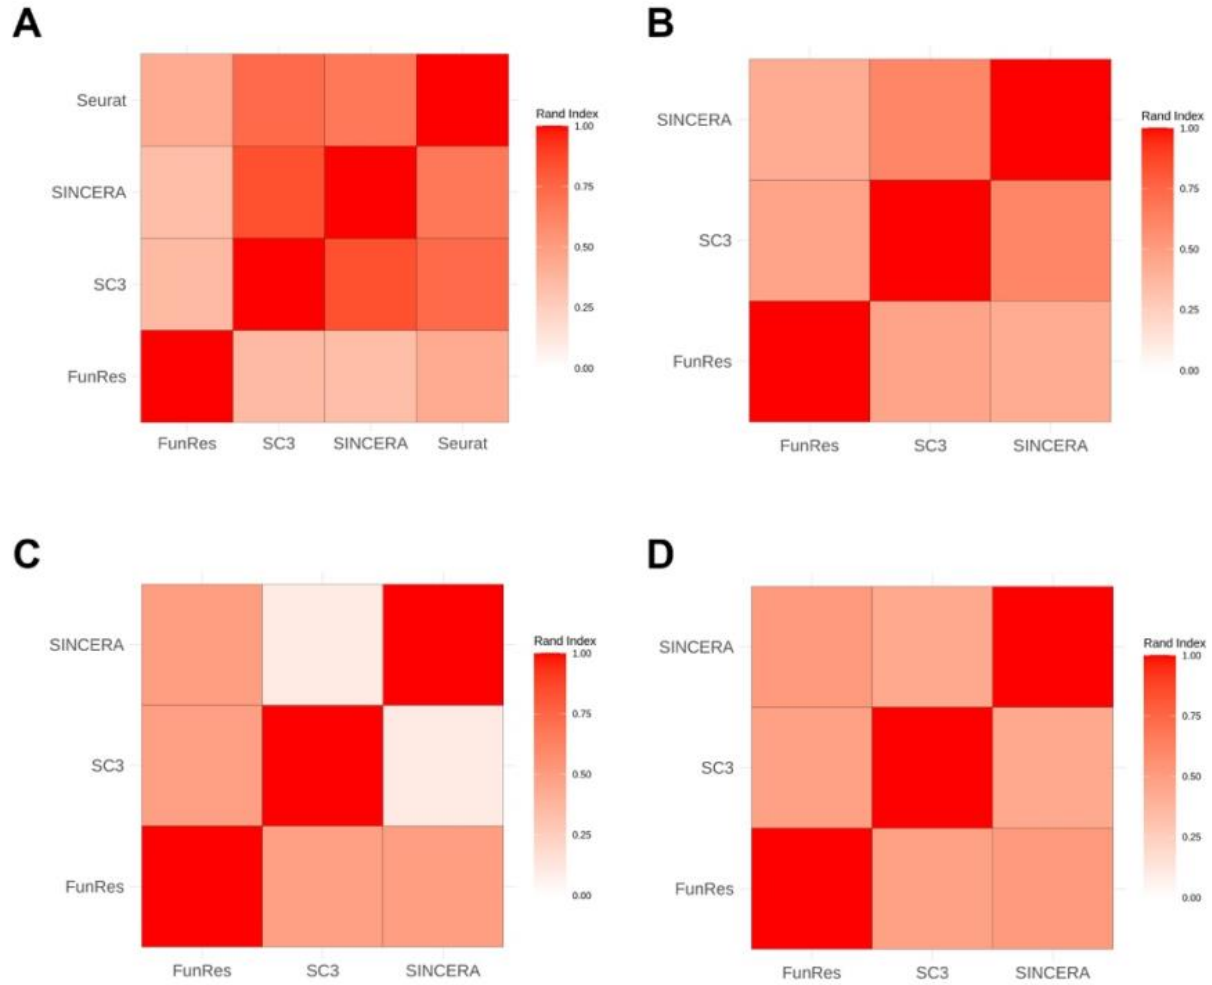 A
Rand Index
1.00
0.75
0.50
0.25
0.00
Seurat
SINCERA
SC3
FunRes
FunRes SC3 SINCERA Seurat
B
Rand Index
1.00
0.75
0.50
0.25
0.00
SINCERA
SC3
FunRes
FunRes SC3 SINCERA
C
Rand Index
1.00
0.75
0.50
0.25
0.00
SINCERA
SC3
FunRes
FunRes SC3 SINCERA
D
Rand Index
1.00
0.75
0.50
0.25
0.00
SINCERA
SC3
FunRes
FunRes SC3 SINCERA